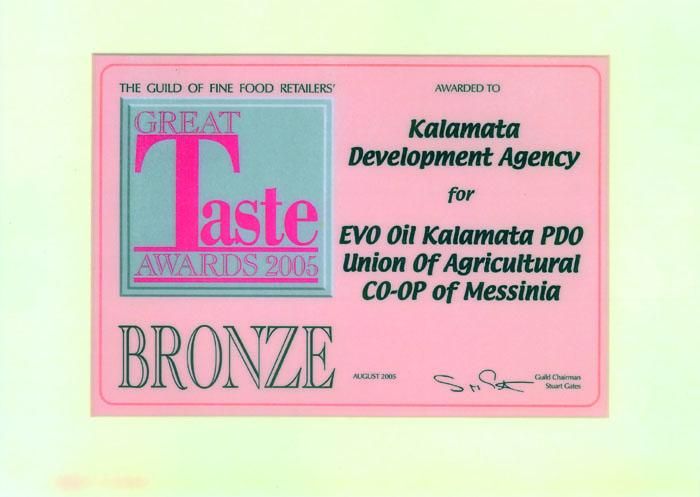 THE GUILD OF FINE FOOD RETAILERS'
GREAT
Taste
AWARDS 2005
BRONZE
AWARDED TO
Kalamata
Development Agency
for
EVO Oil Kalamata PDO
Union Of Agricultural
CO-OP of Messinia
AUGUST 2005
Guild Chairman
Stuart Gates